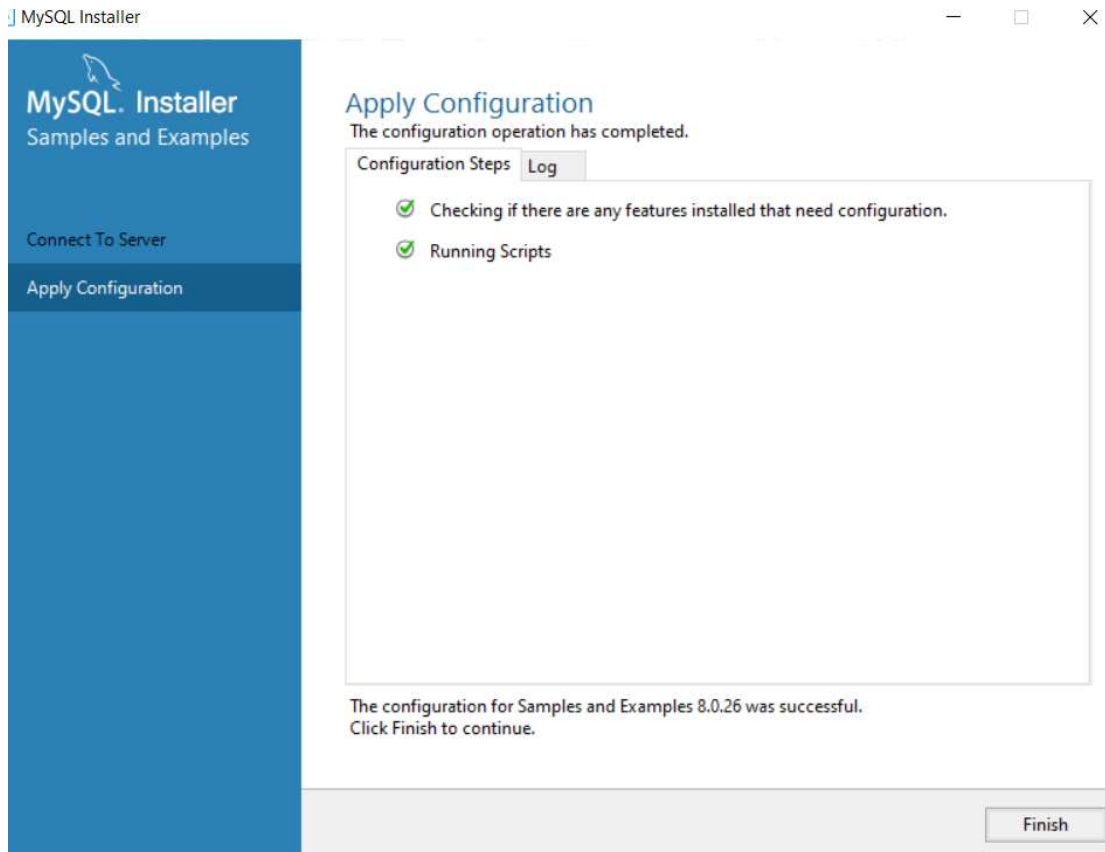 MySQL Installer
MySQL. Installer
Samples and Examples
Connect To Server
Apply Configuration
Apply Configuration
The configuration operation has completed.
Configuration Steps
Log
Checking if there are any features installed that need configuration.
Running Scripts
The configuration for Samples and Examples 8.0.26 was successful.
Click Finish to continue.
Finish